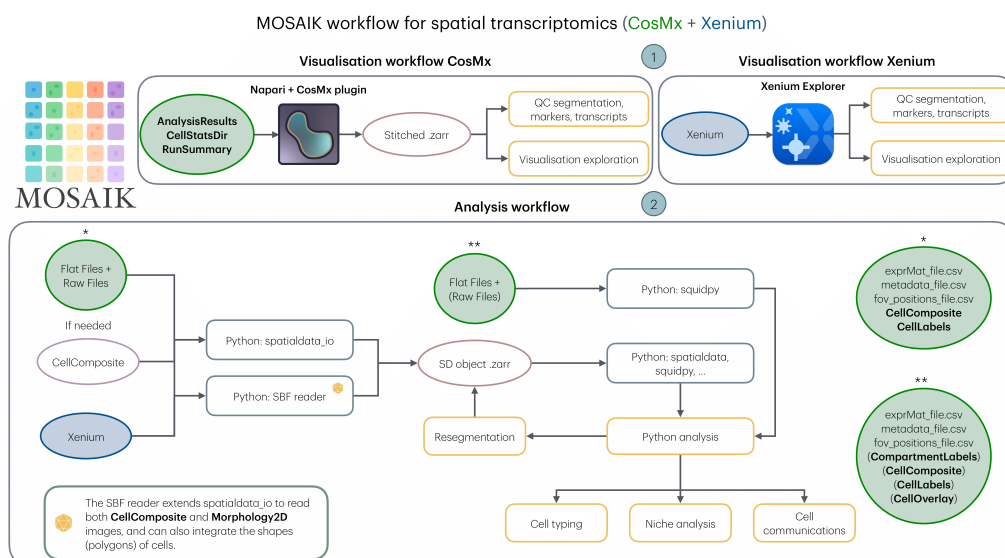 MOSAIK workflow for spatial transcriptomics (CosMx + Xenium)
1
Visualisation workflow CosMx
Visualisation workflow Xenium
Napari + CosMx plugin
AnalysisResults
CellStatsDir
RunSummary
Stitched .zarr
QC segmentation,
markers, transcripts
Visualisation exploration
Xenium Explorer
Xenium
QC segmentation,
markers, transcripts
Visualisation exploration
MOSAIK
2
Analysis workflow
*
Flat Files +
Raw Files
If needed
CellComposite
Xenium
Python: spatialdata_io
Python: SBF reader
**
Flat Files +
(Raw Files)
SD object .zarr
Resegmentation
Python: squidpy
Python: spatialdata,
squidpy, ...
Python analysis
Cell typing
Niche analysis
Cell
communications
*
exprMat_file.csv
metadata_file.csv
fov_positions_file.csv
CellComposite
CellLabels
**
exprMat_file.csv
metadata_file.csv
fov_positions_file.csv
(CompartmentLabels)
(CellComposite)
(CellLabels)
(CellOverlay)
The SBF reader extends spatialdata_io to read
both CellComposite and Morphology2D
images, and can also integrate the shapes
(polygons) of cells.